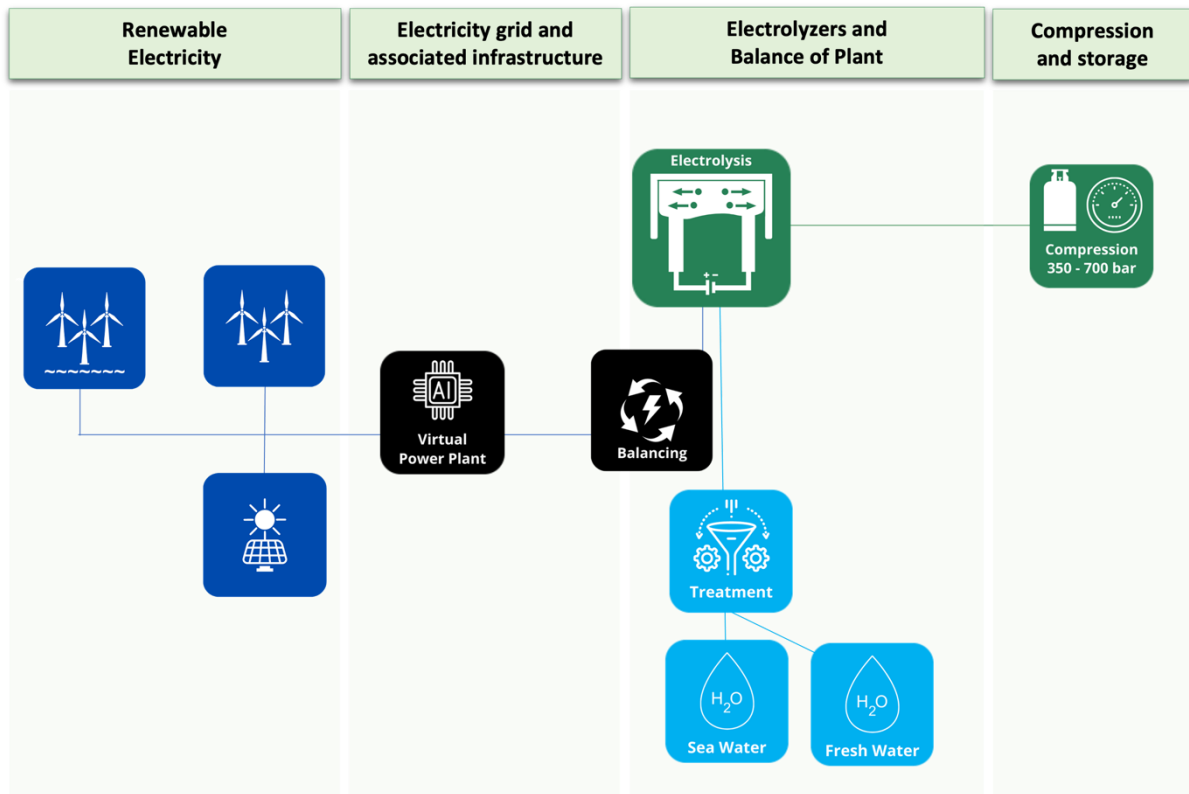 Renewable
Electricity
Electricity grid and
associated infrastructure
Electrolyzers and
Balance of Plant
Compression
and storage
Electrolysis
+ -
Compression
350 - 700 bar
AI
Virtual
Power Plant
Balancing
Treatment
H₂O
Sea Water
H₂O
Fresh Water